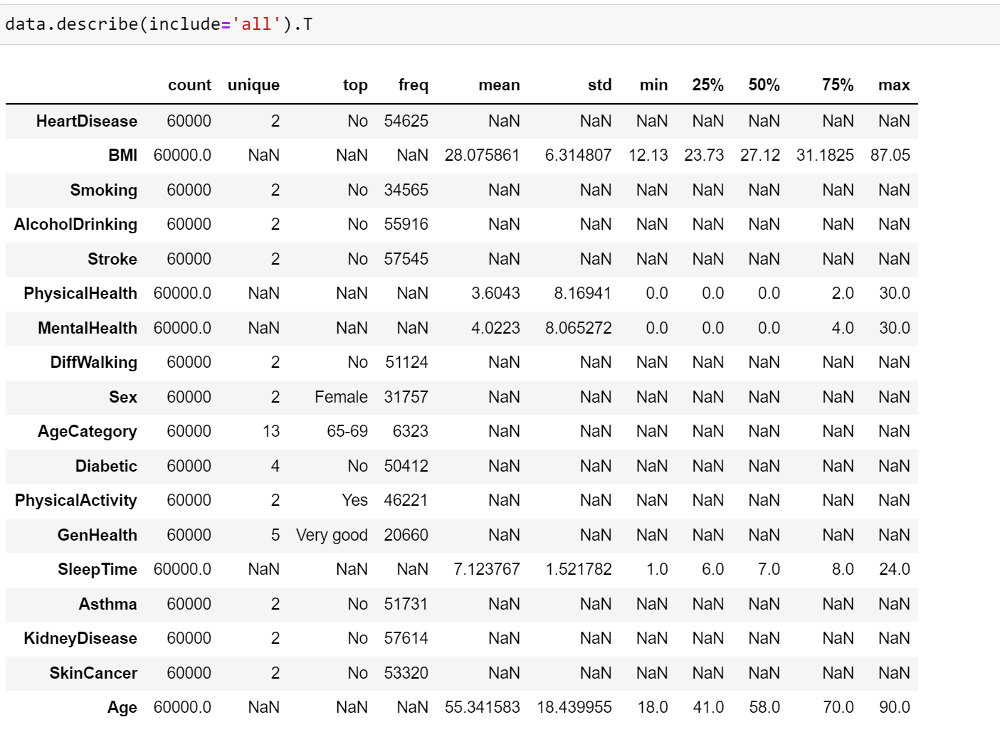 data.describe(include='all').T
count unique top freq mean std min 25% 50% 75% max
HeartDisease 60000 2 No 54625 NaN NaN NaN NaN NaN NaN NaN
BMI 60000.0 NaN NaN NaN 28.075861 6.314807 12.13 23.73 27.12 31.1825 87.05
Smoking 60000 2 No 34565 NaN NaN NaN NaN NaN NaN NaN
AlcoholDrinking 60000 2 No 55916 NaN NaN NaN NaN NaN NaN NaN
Stroke 60000 2 No 57545 NaN NaN NaN NaN NaN NaN NaN
PhysicalHealth 60000.0 NaN NaN NaN 3.6043 8.16941 0.0 0.0 0.0 2.0 30.0
MentalHealth 60000.0 NaN NaN NaN 4.0223 8.065272 0.0 0.0 0.0 4.0 30.0
DiffWalking 60000 2 No 51124 NaN NaN NaN NaN NaN NaN NaN
Sex 60000 2 Female 31757 NaN NaN NaN NaN NaN NaN NaN
AgeCategory 60000 13 65-69 6323 NaN NaN NaN NaN NaN NaN NaN
Diabetic 60000 4 No 50412 NaN NaN NaN NaN NaN NaN NaN
PhysicalActivity 60000 2 Yes 46221 NaN NaN NaN NaN NaN NaN NaN
GenHealth 60000 5 Very good 20660 NaN NaN NaN NaN NaN NaN NaN
SleepTime 60000.0 NaN NaN NaN 7.123767 1.521782 1.0 6.0 7.0 8.0 24.0
Asthma 60000 2 No 51731 NaN NaN NaN NaN NaN NaN NaN
KidneyDisease 60000 2 No 57614 NaN NaN NaN NaN NaN NaN NaN
SkinCancer 60000 2 No 53320 NaN NaN NaN NaN NaN NaN NaN
Age 60000.0 NaN NaN NaN 55.341583 18.439955 18.0 41.0 58.0 70.0 90.0